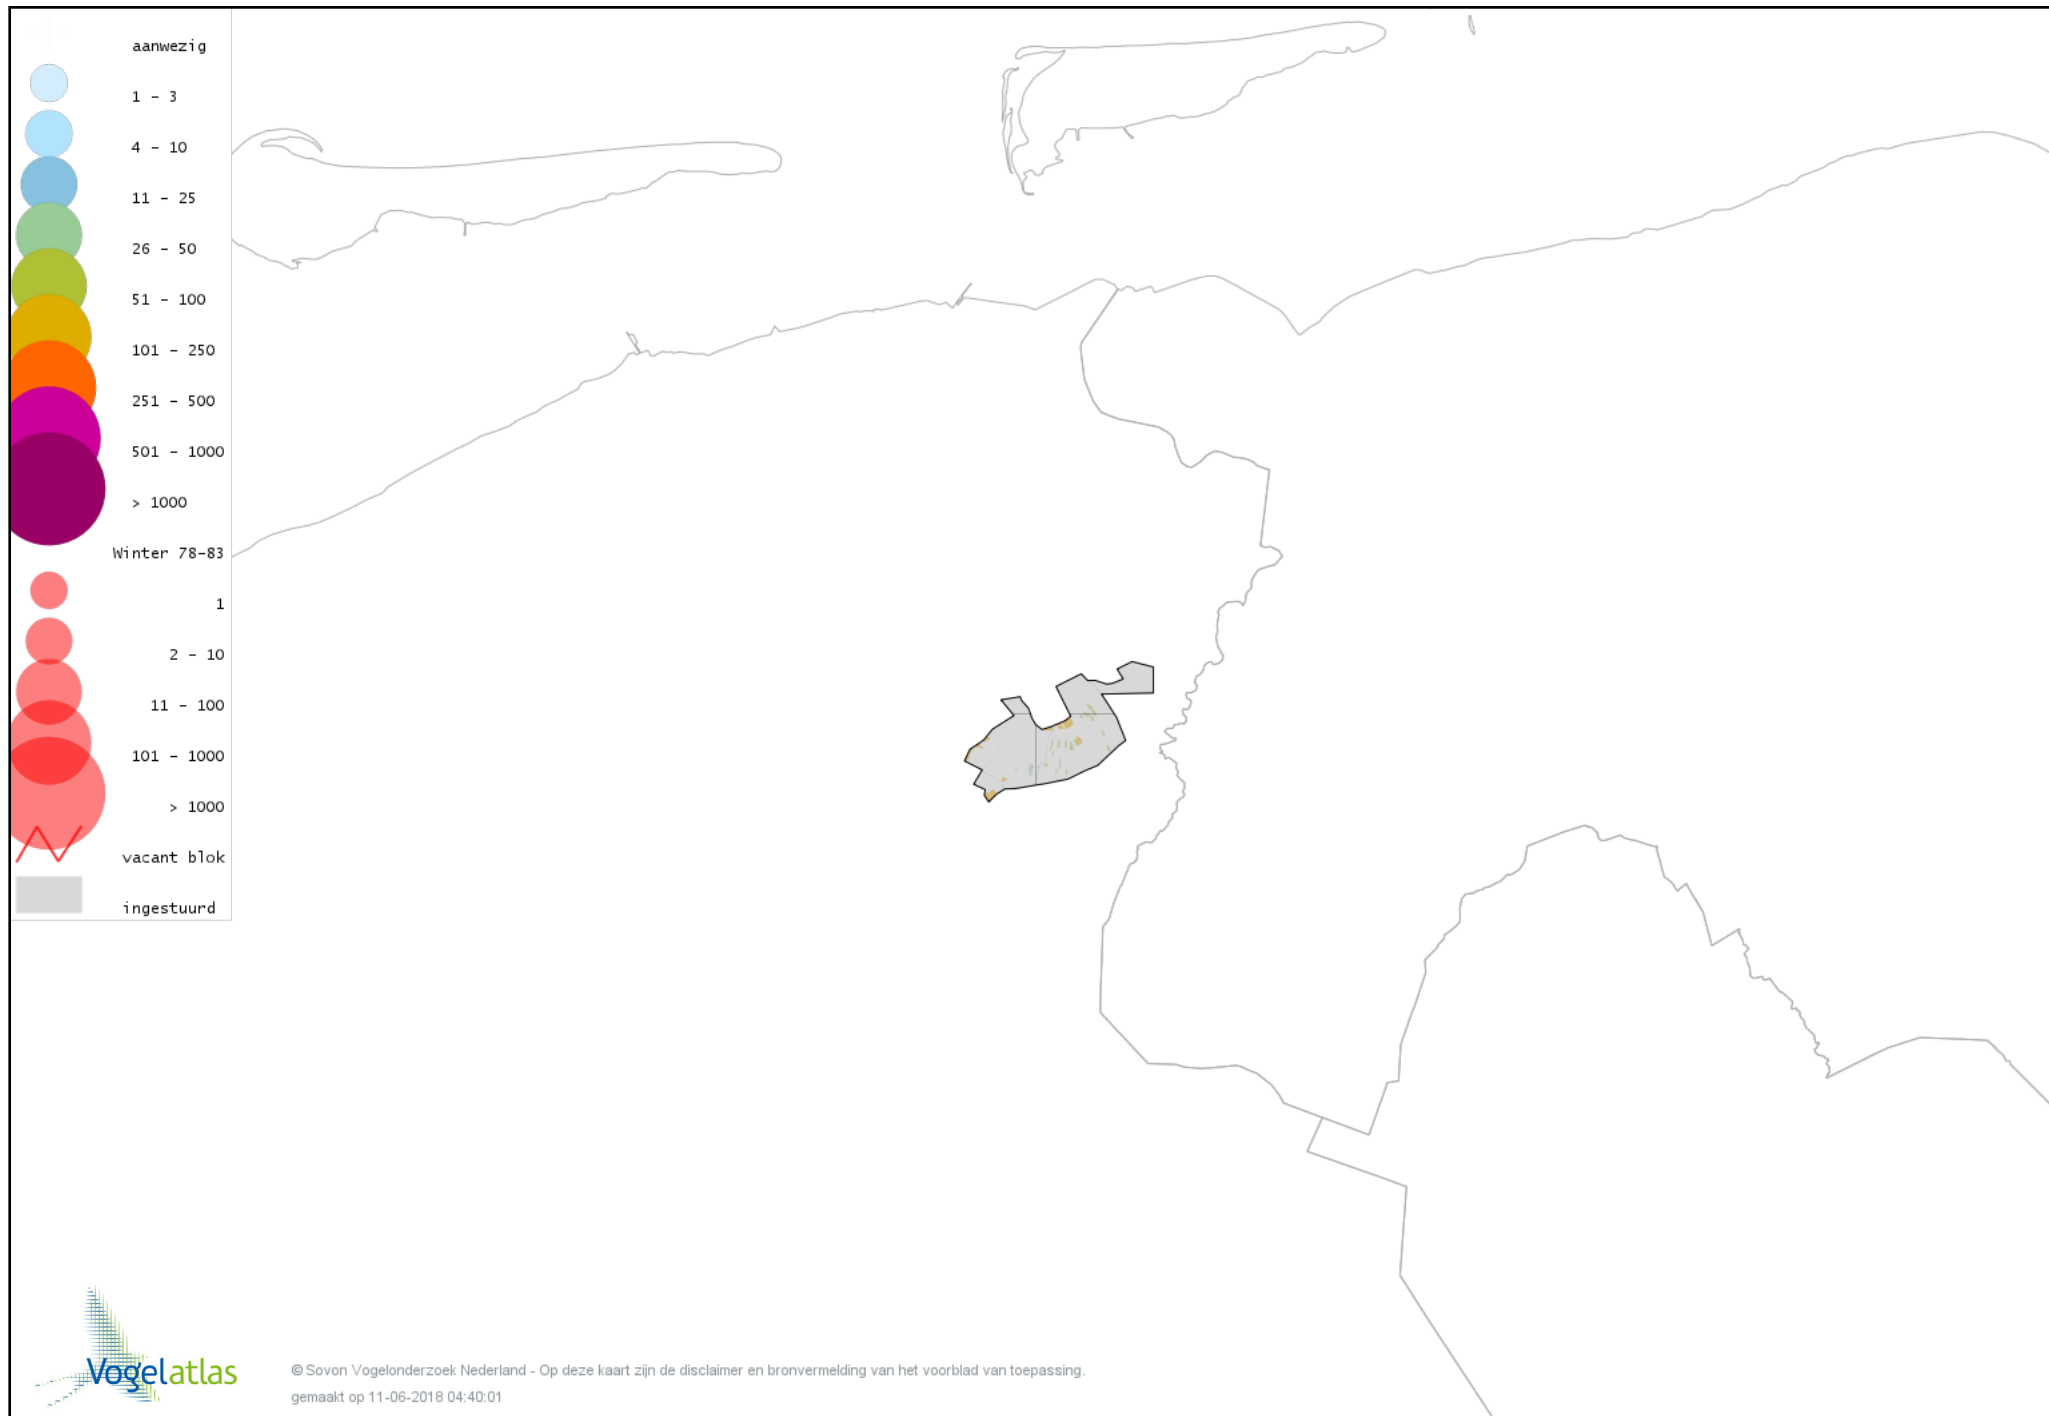 aanwezig
1 - 3
4 - 10
11 - 25
26 - 50
51 - 100
101 - 250
251 - 500
501 - 1000
> 1000
Winter 78-83
1
2 - 10
11 - 100
101 - 1000
> 1000
vacant blok
ingestuurd
Vogelatlas
© Sovon Vogelonderzoek Nederland - Op deze kaart zijn de disclaimer en bronvermelding van het voorblad van toepassing.
gemaakt op 11-06-2018 04:40:01